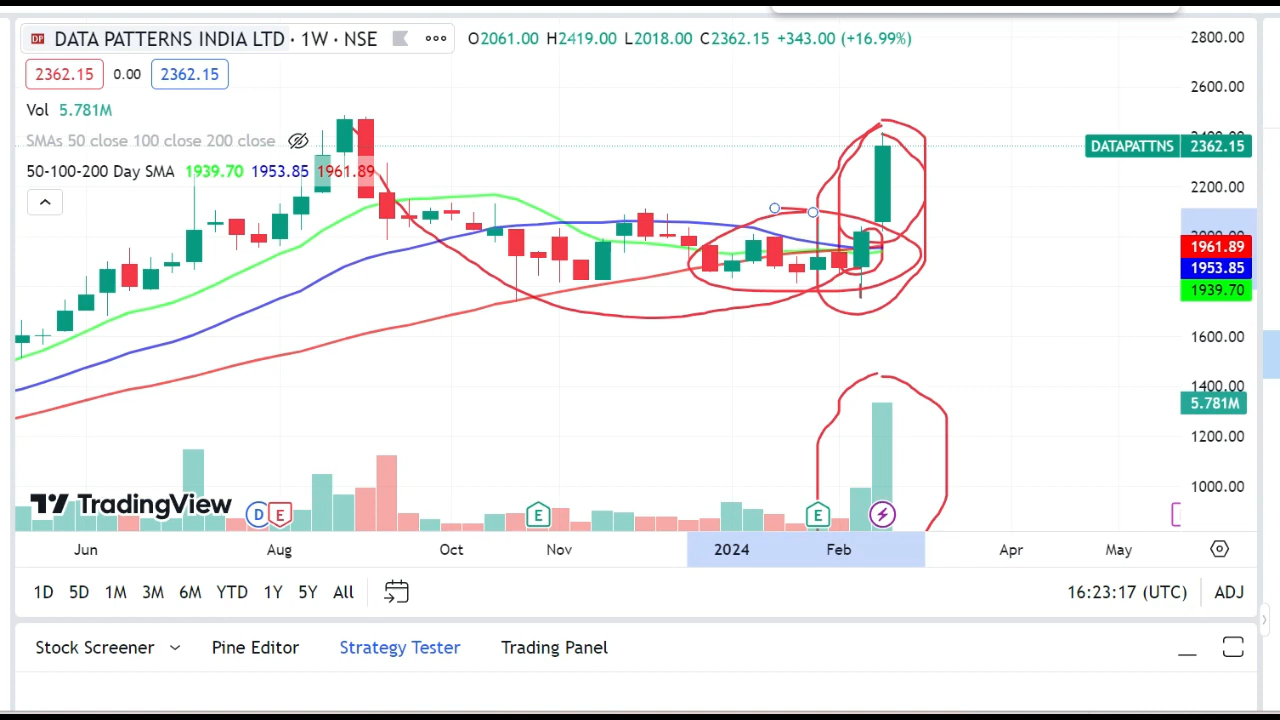 DATA PATTERNS INDIA LTD · 1W · NSE
O2061.00 H2419.00 L2018.00 C2362.15 +343.00 (+16.99%)
2362.15 0.00 2362.15
Vol 5.781M
SMAs 50 close 100 close 200 close
50-100-200 Day SMA 1939.70 1953.85 1961.89
2800.00
2600.00
2400.00
DATAPATTNS 2362.15
2200.00
2000.00
1961.89
1953.85
1939.70
1600.00
1400.00
5.781M
1200.00
1000.00
TradingView
D E E E
Jun Aug Oct Nov 2024 Feb Apr May
1D 5D 1M 3M 6M YTD 1Y 5Y All 16:23:17 (UTC) ADJ
Stock Screener Pine Editor Strategy Tester Trading Panel